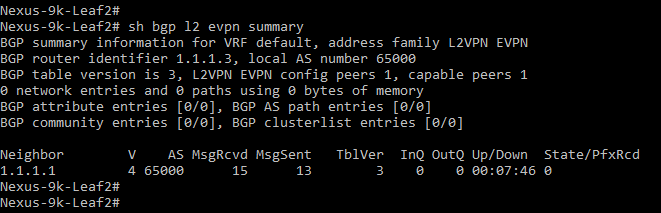 Nexus-9k-Leaf2#
Nexus-9k-Leaf2# sh bgp l2 evpn summary
BGP summary information for VRF default, address family L2VPN EVPN
BGP router identifier 1.1.1.3, local AS number 65000
BGP table version is 3, L2VPN EVPN config peers 1, capable peers 1
0 network entries and 0 paths using 0 bytes of memory
BGP attribute entries [0/0], BGP AS path entries [0/0]
BGP community entries [0/0], BGP clusterlist entries [0/0]
Neighbor        V    AS MsgRcvd MsgSent   TblVer  InQ OutQ Up/Down  State/PfxRcd
1.1.1.1         4 65000      15      13        3    0    0 00:07:46 0
Nexus-9k-Leaf2#
Nexus-9k-Leaf2#